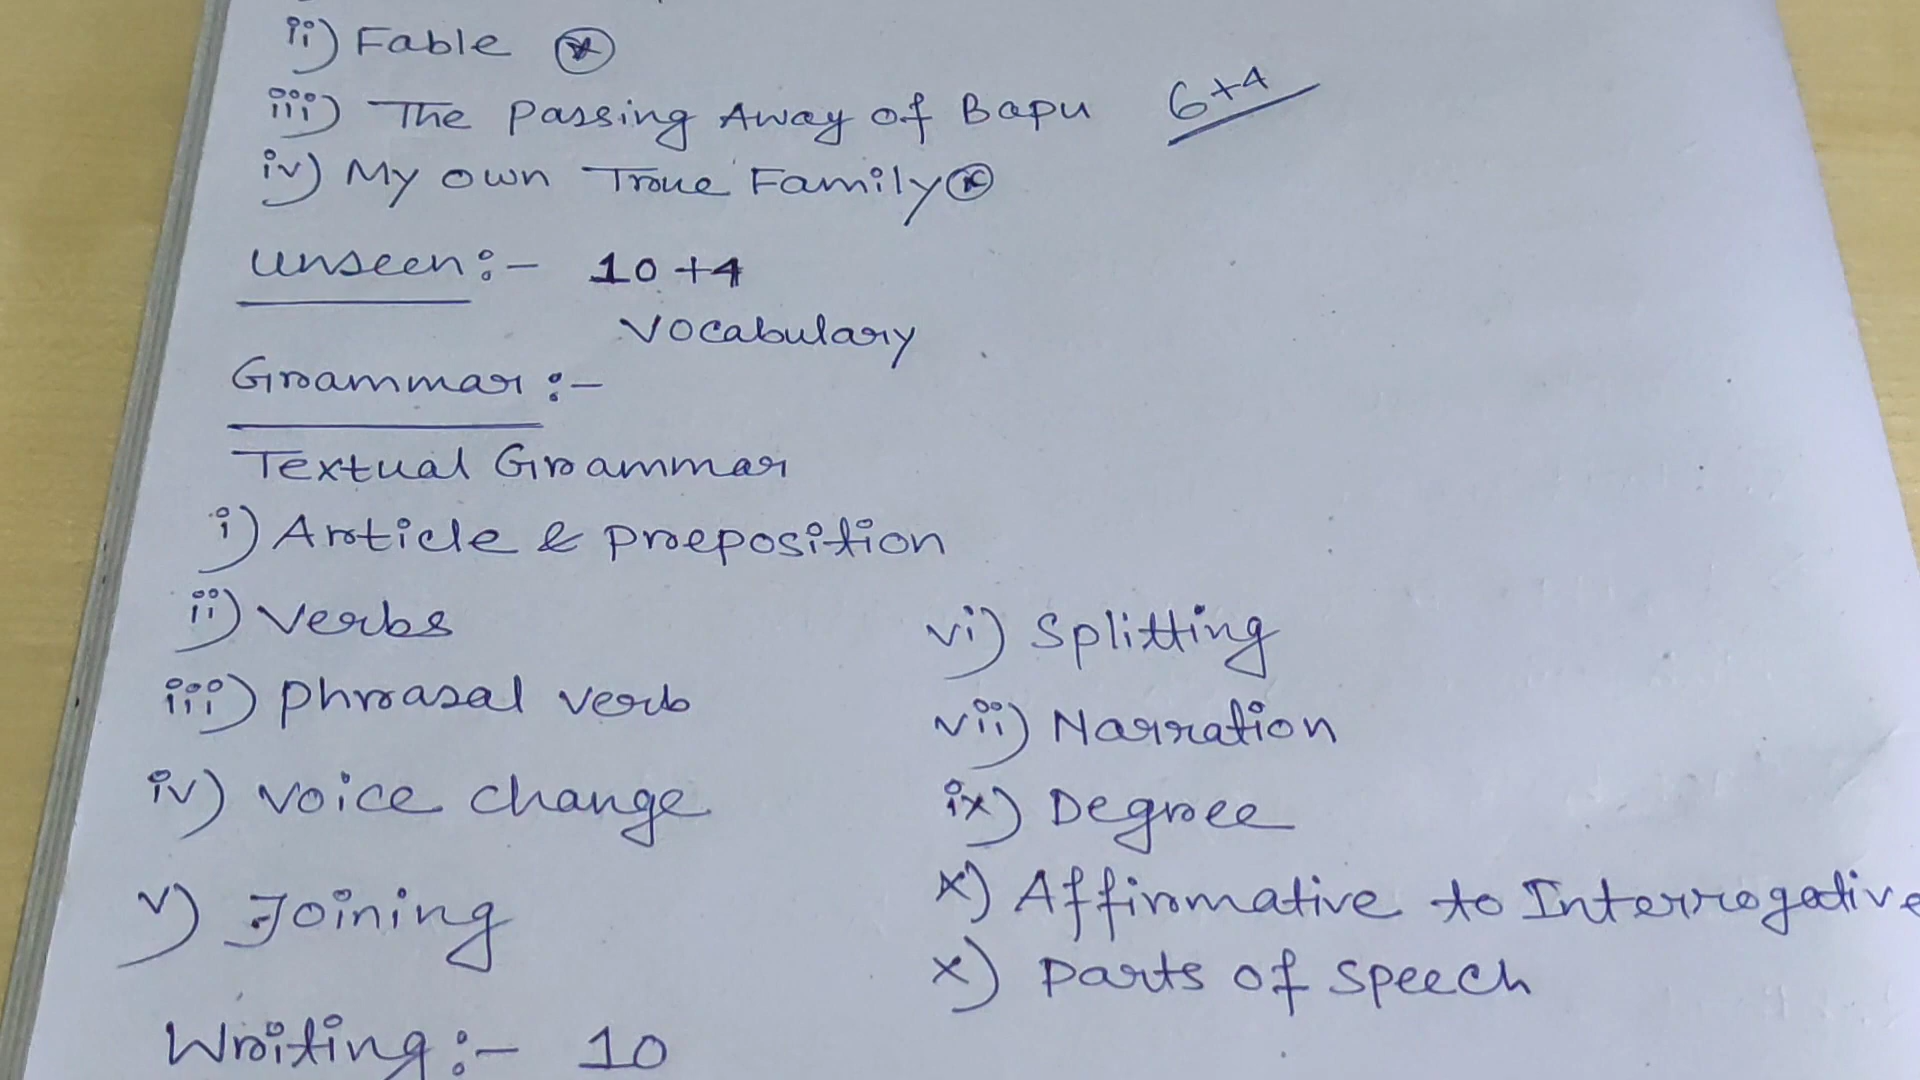 ii) Fable
iii) The Passing Away of Bapu 6+4
iv) My own True Family
Unseen:- 10+4
Vocabulary
Grammar:-
Textual Grammar
i) Article & Preposition
ii) Verbs
iii) Phrasal verb
iv) Voice change
v) Joining
vi) Splitting
vii) Narration
ix) Degree
x) Affirmative to Interrogative
x) Parts of Speech
Writing:- 10